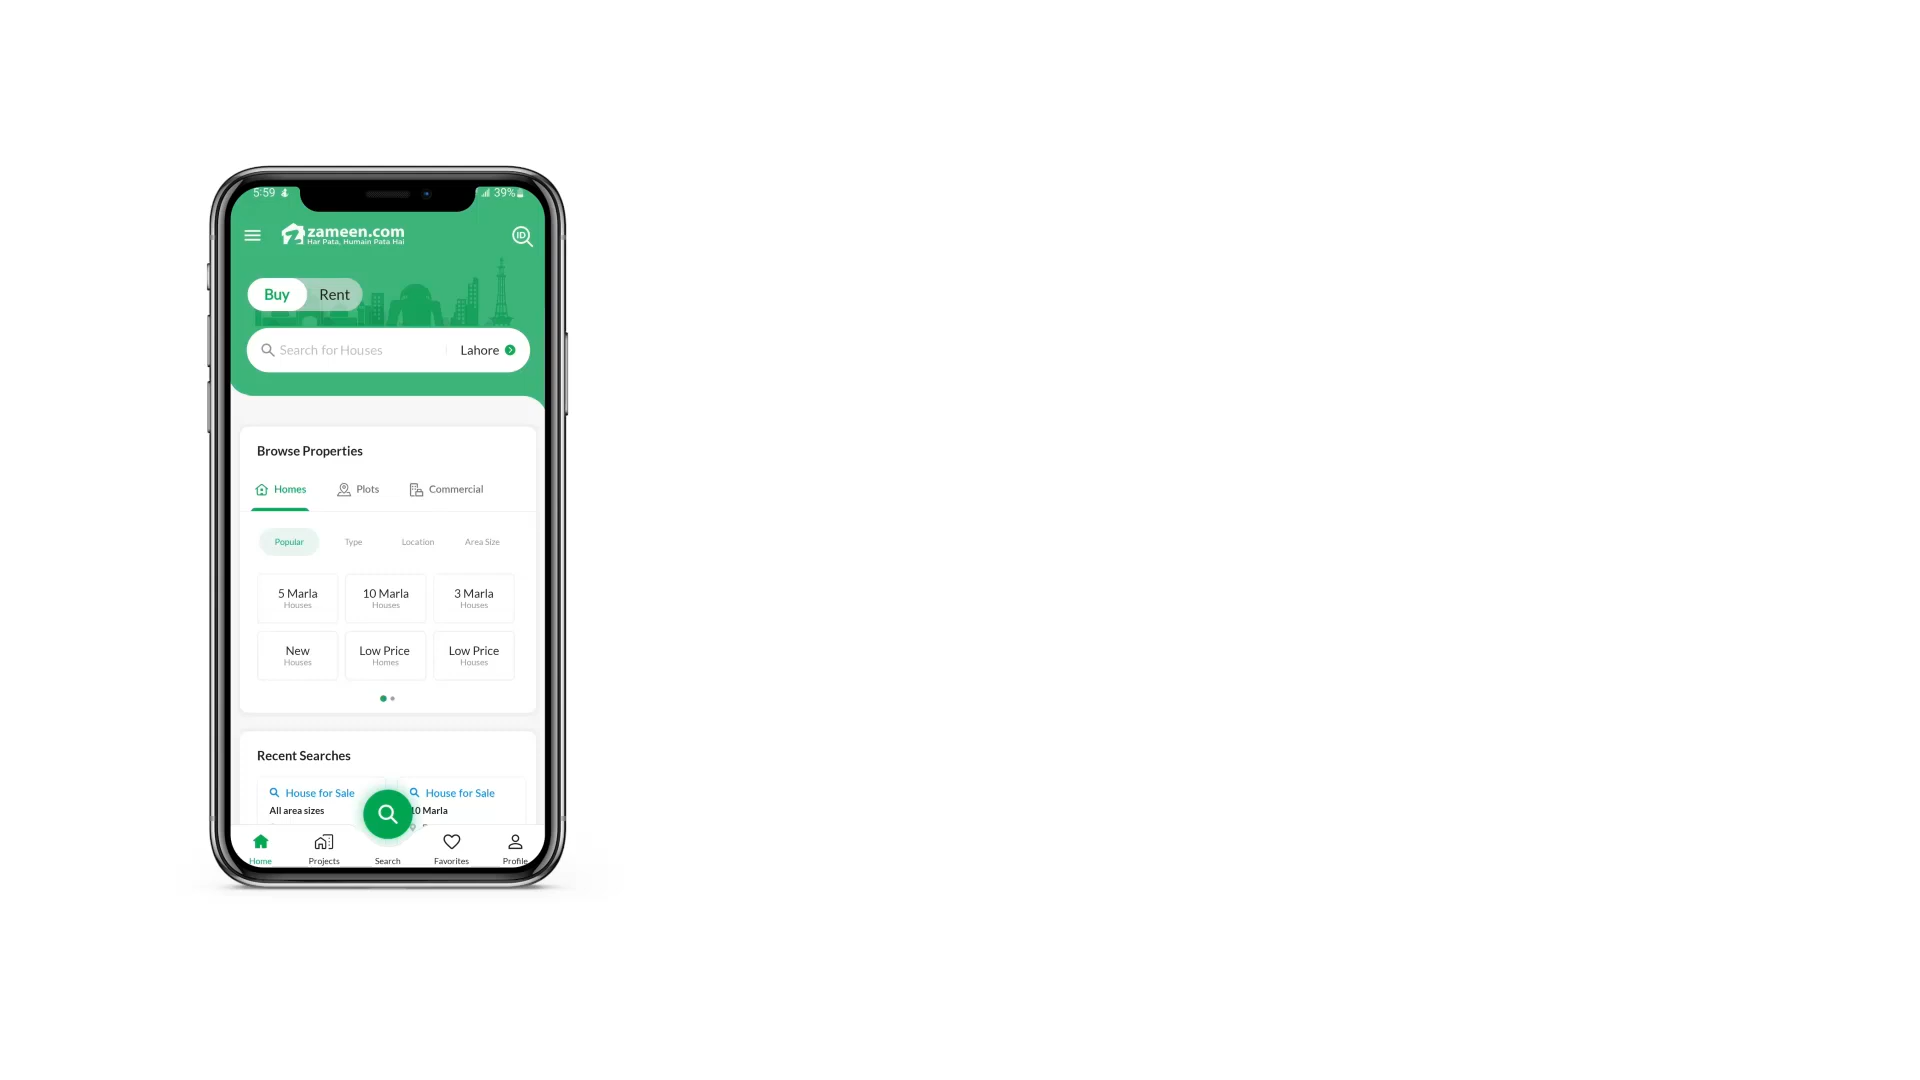 5:59
39%
zameen.com
Har Pata, Humain Pata Hai
ID
Buy Rent
Search for Houses Lahore
Browse Properties
Homes Plots Commercial
Popular Type Location Area Size
5 Marla 10 Marla 3 Marla
Houses Houses Houses
New Low Price Low Price
Houses Homes Houses
Recent Searches
House for Sale House for Sale
All area sizes 10 Marla
Home Projects Search Favorites Profile